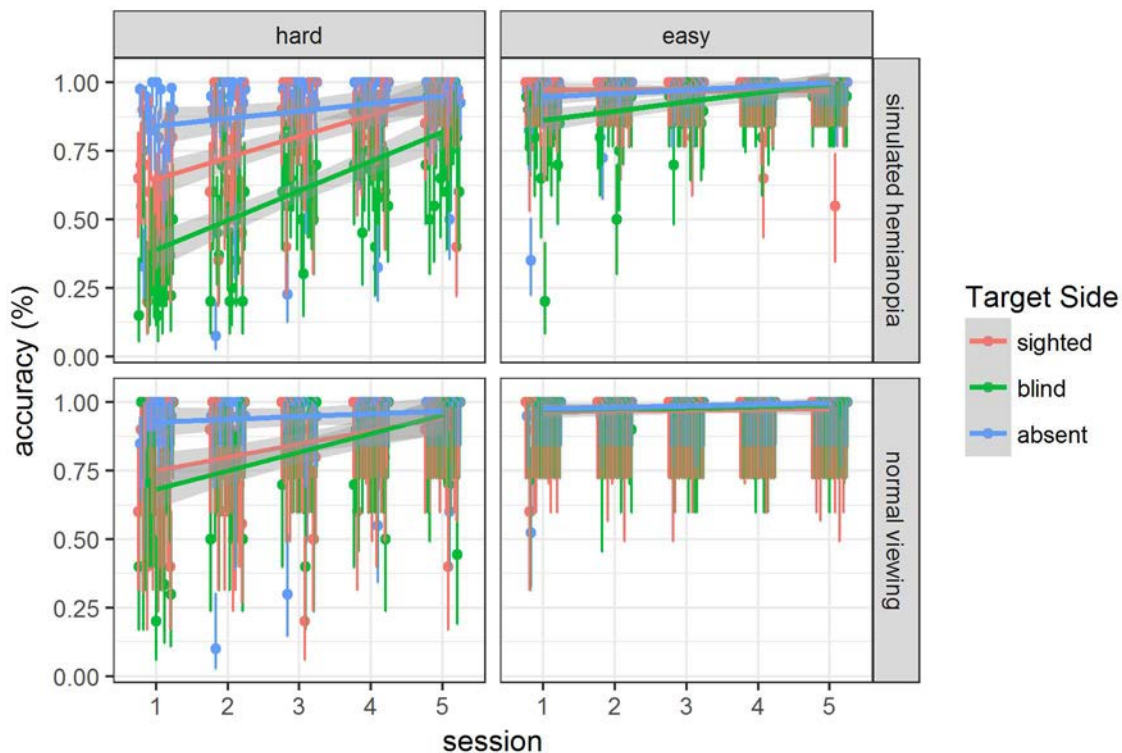 hard
easy
1.00
0.75
0.50
0.25
0.00
simulated hemianopia
1.00
0.75
0.50
0.25
0.00
normal viewing
accuracy (%)
1 2 3 4 5
1 2 3 4 5
session
Target Side
sighted
blind
absent